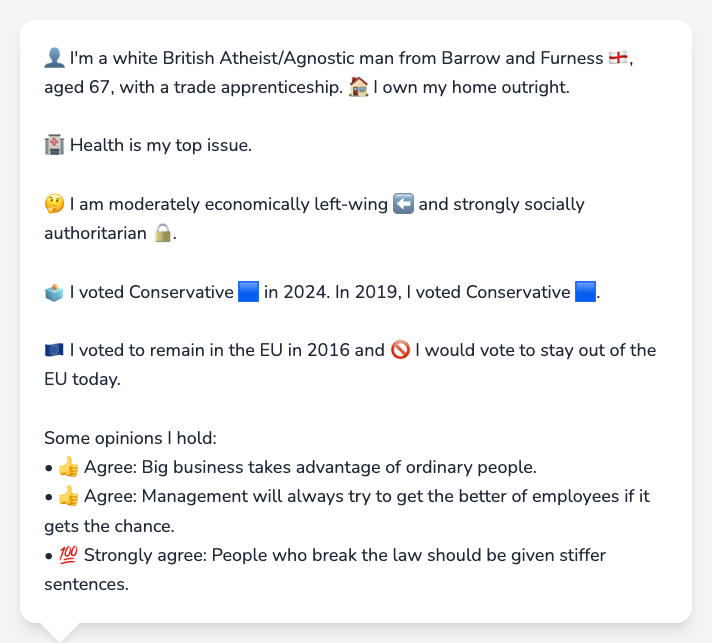 👤 I'm a white British Atheist/Agnostic man from Barrow and Furness 🏴󠁧󠁢󠁥󠁮󠁧󠁿,
aged 67, with a trade apprenticeship. 🏠 I own my home outright.
🏥 Health is my top issue.
🤔 I am moderately economically left-wing ⬅️ and strongly socially
authoritarian 🔒.
🗳️ I voted Conservative 🟦 in 2024. In 2019, I voted Conservative 🟦.
🇪🇺 I voted to remain in the EU in 2016 and 🚫 I would vote to stay out of the
EU today.
Some opinions I hold:
• 👍 Agree: Big business takes advantage of ordinary people.
• 👍 Agree: Management will always try to get the better of employees if it
gets the chance.
• 💯 Strongly agree: People who break the law should be given stiffer
sentences.